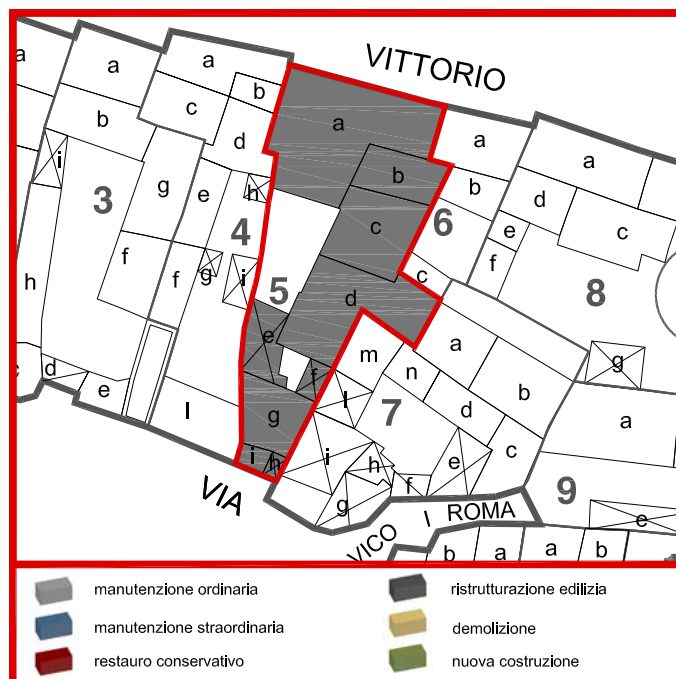 VITTORIO
a
a
a
a
a
a
b
b
c
b
d
b
b
c
d
c
i
g
e
h
3
4
6
e
f
f
f
g
i
5
c
d
8
h
e
m
a
g
c
d
e
f
n
b
l
d
a
l
g
7
c
i
h
i
h
e
f
g
9
e
VIA
VICO I ROMA
b
a
a
b
manutenzione ordinaria
ristrutturazione edilizia
manutenzione straordinaria
demolizione
restauro conservativo
nuova costruzione